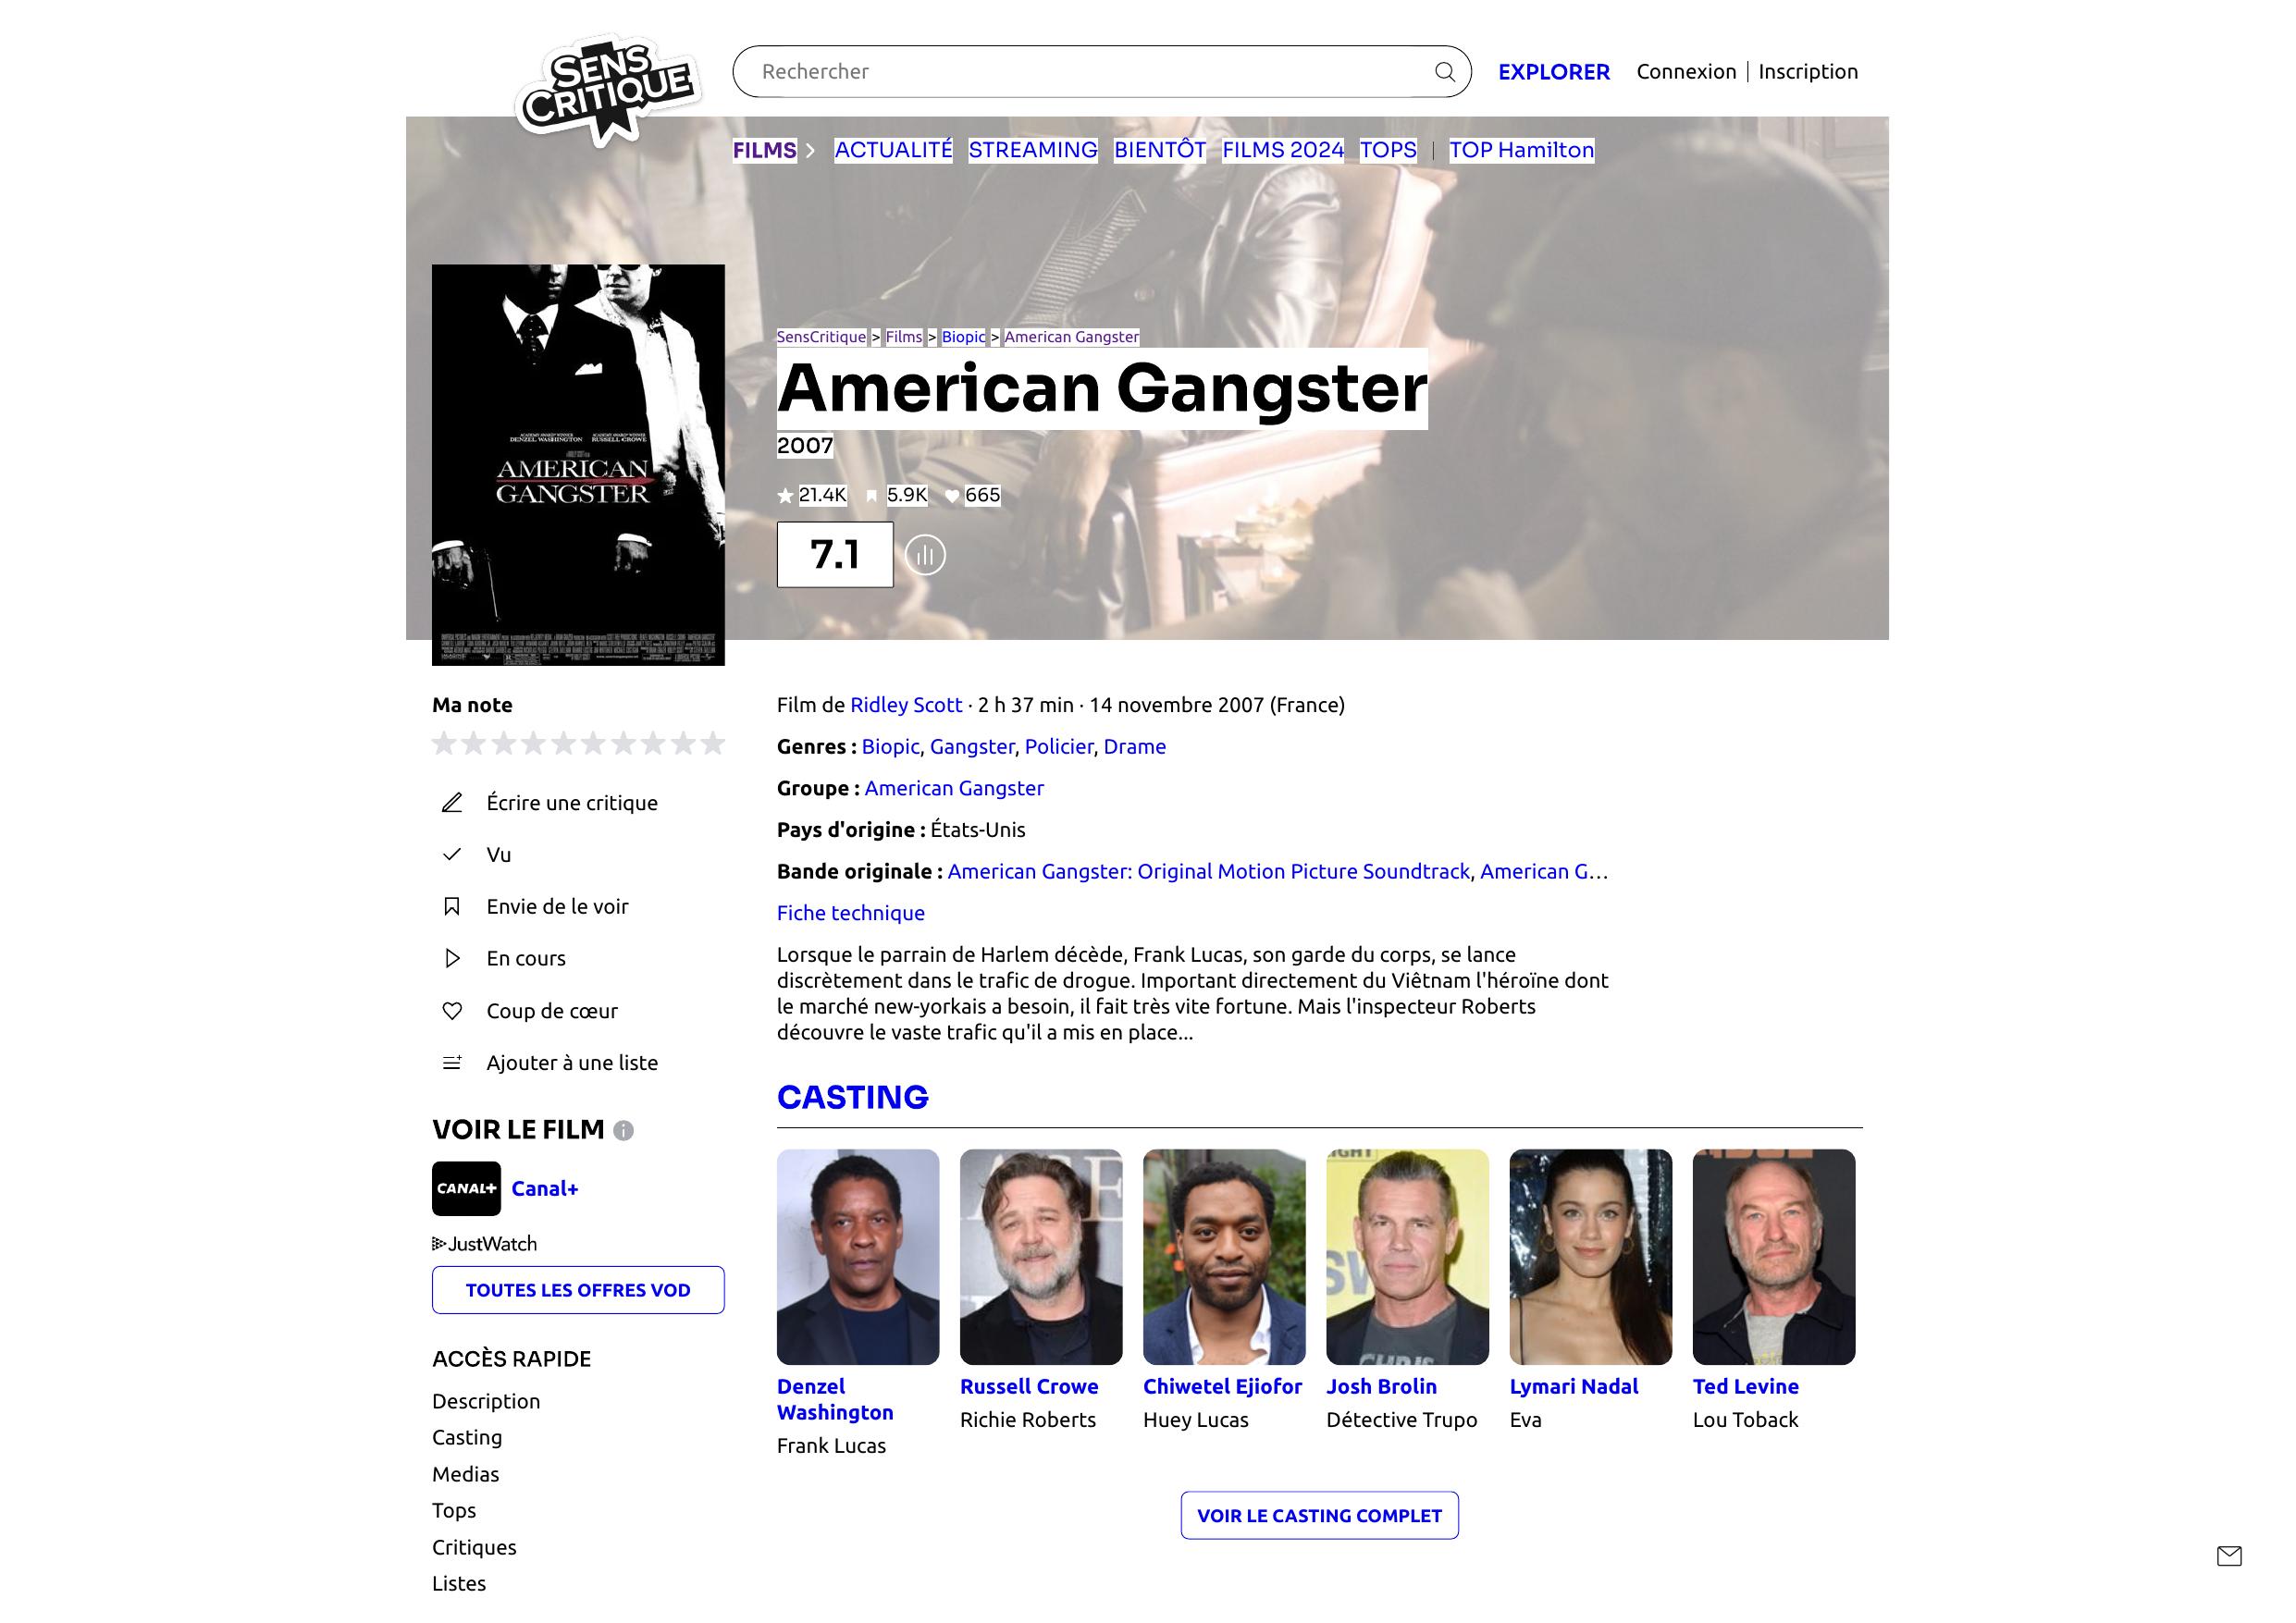 SENS
CRITIQUE
Rechercher
EXPLORER
Connexion
Inscription
FILMS
ACTUALITÉ
STREAMING
BIENTÔT
FILMS 2024
TOPS
TOP Hamilton
SensCritique > Films > Biopic > American Gangster
American Gangster
2007
21.4K
5.9K
665
7.1
ACADEMY AWARD WINNER
DENZEL WASHINGTON
ACADEMY AWARD WINNER
RUSSELL CROWE
AMERICAN
GANGSTER
Ma note
Écrire une critique
Vu
Envie de le voir
En cours
Coup de cœur
Ajouter à une liste
VOIR LE FILM
CANAL+
Canal+
JustWatch
TOUTES LES OFFRES VOD
ACCÈS RAPIDE
Description
Casting
Medias
Tops
Critiques
Listes
Film de Ridley Scott · 2 h 37 min · 14 novembre 2007 (France)
Genres : Biopic, Gangster, Policier, Drame
Groupe : American Gangster
Pays d'origine : États-Unis
Bande originale : American Gangster: Original Motion Picture Soundtrack, American G…
Fiche technique
Lorsque le parrain de Harlem décède, Frank Lucas, son garde du corps, se lance
discrètement dans le trafic de drogue. Important directement du Viêtnam l'héroïne dont
le marché new-yorkais a besoin, il fait très vite fortune. Mais l'inspecteur Roberts
découvre le vaste trafic qu'il a mis en place...
CASTING
Denzel
Washington
Frank Lucas
Russell Crowe
Richie Roberts
Chiwetel Ejiofor
Huey Lucas
Josh Brolin
Détective Trupo
Lymari Nadal
Eva
Ted Levine
Lou Toback
VOIR LE CASTING COMPLET